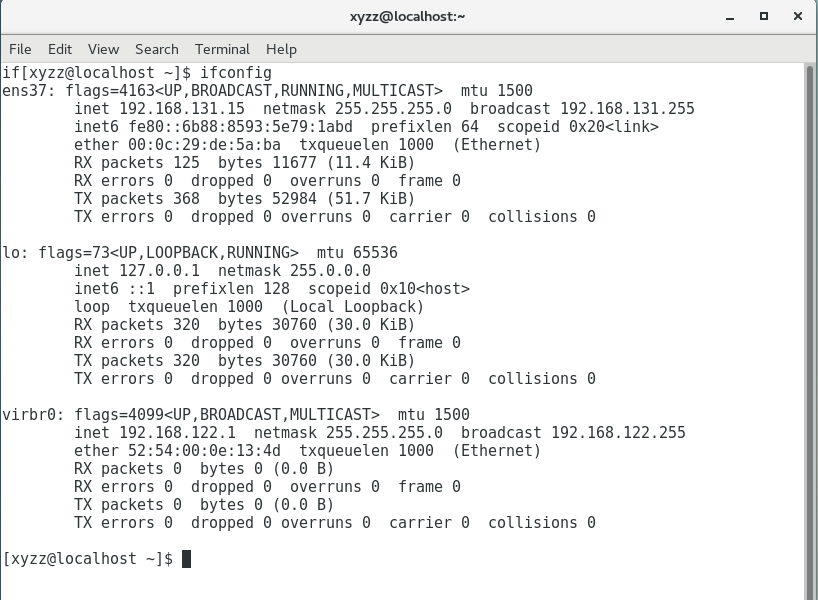 xyzz@localhost:~
File Edit View Search Terminal Help
if[xyzz@localhost ~]$ ifconfig
ens37: flags=4163<UP,BROADCAST,RUNNING,MULTICAST>  mtu 1500
        inet 192.168.131.15  netmask 255.255.255.0  broadcast 192.168.131.255
        inet6 fe80::6b88:8593:5e79:1abd  prefixlen 64  scopeid 0x20<link>
        ether 00:0c:29:de:5a:ba  txqueuelen 1000  (Ethernet)
        RX packets 125  bytes 11677 (11.4 KiB)
        RX errors 0  dropped 0  overruns 0  frame 0
        TX packets 368  bytes 52984 (51.7 KiB)
        TX errors 0  dropped 0 overruns 0  carrier 0  collisions 0

lo: flags=73<UP,LOOPBACK,RUNNING>  mtu 65536
        inet 127.0.0.1  netmask 255.0.0.0
        inet6 ::1  prefixlen 128  scopeid 0x10<host>
        loop  txqueuelen 1000  (Local Loopback)
        RX packets 320  bytes 30760 (30.0 KiB)
        RX errors 0  dropped 0  overruns 0  frame 0
        TX packets 320  bytes 30760 (30.0 KiB)
        TX errors 0  dropped 0 overruns 0  carrier 0  collisions 0

virbr0: flags=4099<UP,BROADCAST,MULTICAST>  mtu 1500
        inet 192.168.122.1  netmask 255.255.255.0  broadcast 192.168.122.255
        ether 52:54:00:0e:13:4d  txqueuelen 1000  (Ethernet)
        RX packets 0  bytes 0 (0.0 B)
        RX errors 0  dropped 0  overruns 0  frame 0
        TX packets 0  bytes 0 (0.0 B)
        TX errors 0  dropped 0 overruns 0  carrier 0  collisions 0

[xyzz@localhost ~]$